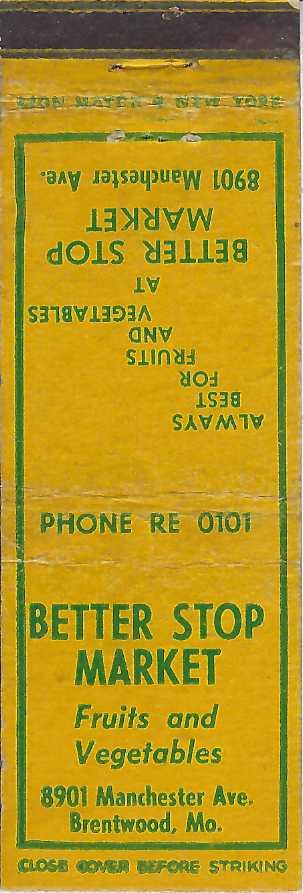 LION MATCH • NEW YORK
ALWAYS
BEST
FOR
FRUITS
AND
VEGETABLES
AT
BETTER STOP
MARKET
8901 Manchester Ave.
PHONE RE 0101
BETTER STOP
MARKET
Fruits and
Vegetables
8901 Manchester Ave.
Brentwood, Mo.
CLOSE COVER BEFORE STRIKING